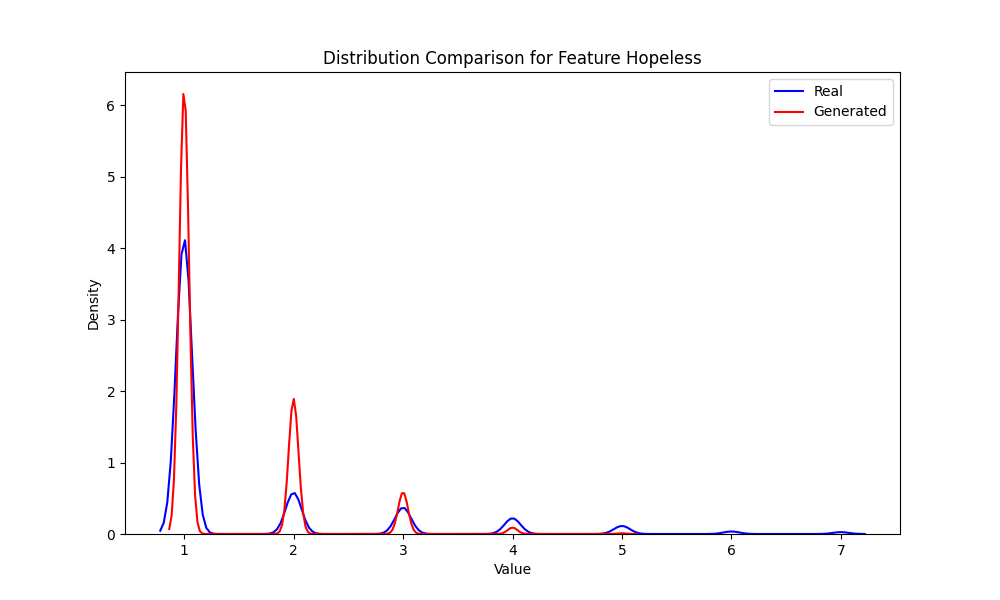 Distribution Comparison for Feature Hopeless
Real
Generated
Density
6
5
4
3
2
1
0
1 2 3 4 5 6 7
Value